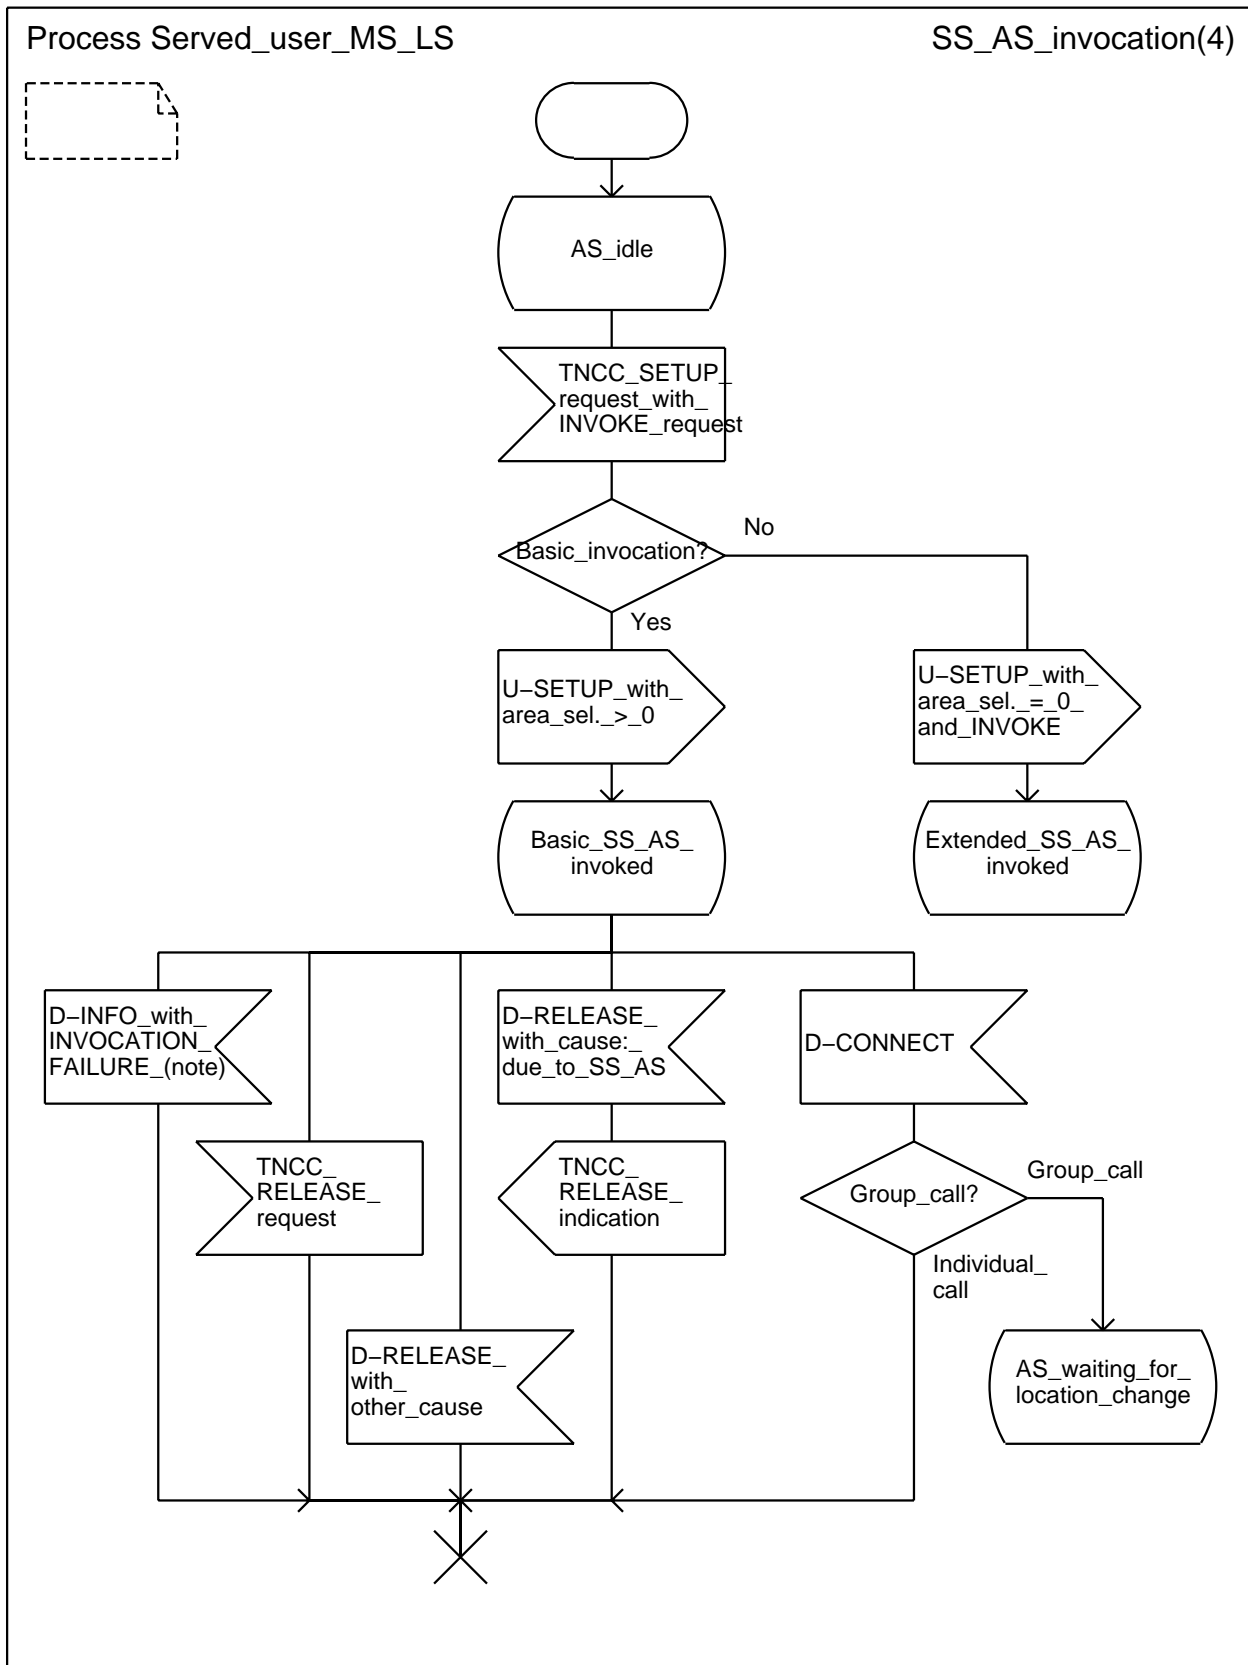 Process Served_user_MS_LS
SS_AS_invocation(4)
AS_idle
TNCC_SETUP_
request_with_
INVOKE_request
Basic_invocation?
No
Yes
U−SETUP_with_
area_sel._>_0
U−SETUP_with_
area_sel._=_0_
and_INVOKE
Basic_SS_AS_
invoked
Extended_SS_AS_
invoked
D−INFO_with_
INVOCATION_
FAILURE_(note)
D−RELEASE_
with_cause:_
due_to_SS_AS
D−CONNECT
TNCC_
RELEASE_
request
TNCC_
RELEASE_
indication
Group_call?
Group_call
Individual_
call
D−RELEASE_
with_
other_cause
AS_waiting_for_
location_change